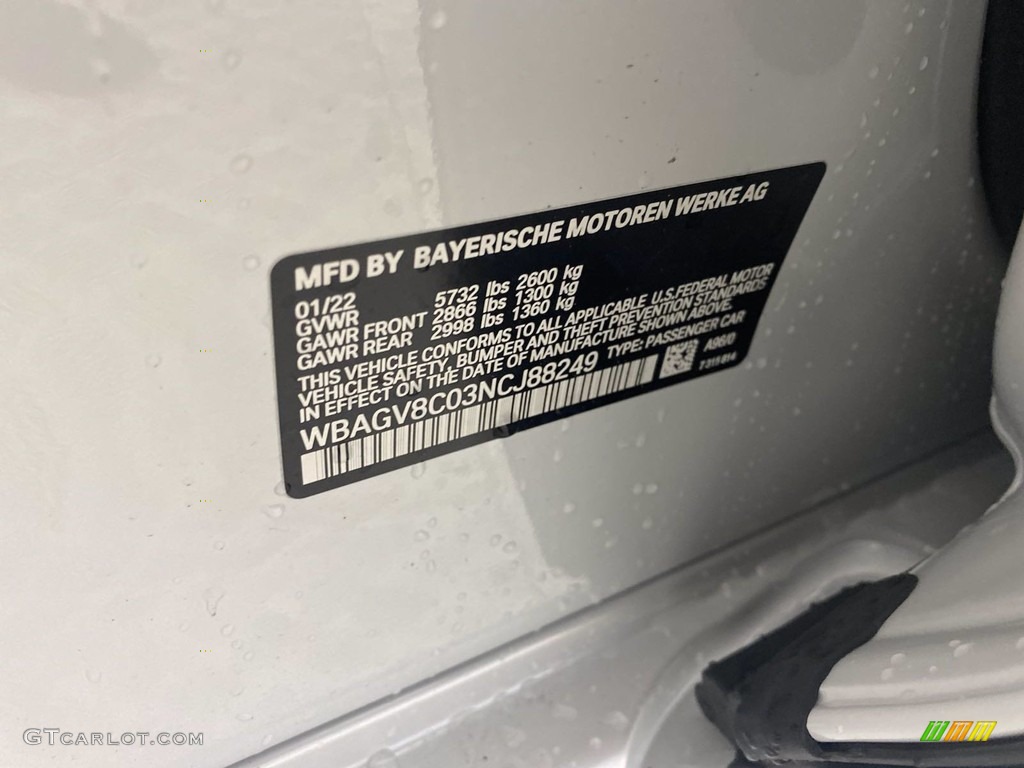 MFD BY BAYERISCHE MOTOREN WERKE AG
01/22
GVWR 5732 lbs 2600 kg
GAWR FRONT 2866 lbs 1300 kg
GAWR REAR 2998 lbs 1360 kg
THIS VEHICLE CONFORMS TO ALL APPLICABLE U.S.FEDERAL MOTOR
VEHICLE SAFETY, BUMPER AND THEFT PREVENTION STANDARDS
IN EFFECT ON THE DATE OF MANUFACTURE SHOWN ABOVE.
WBAGV8C03NCJ88249 TYPE: PASSENGER CAR
A96/0
GTCARLOT.COM